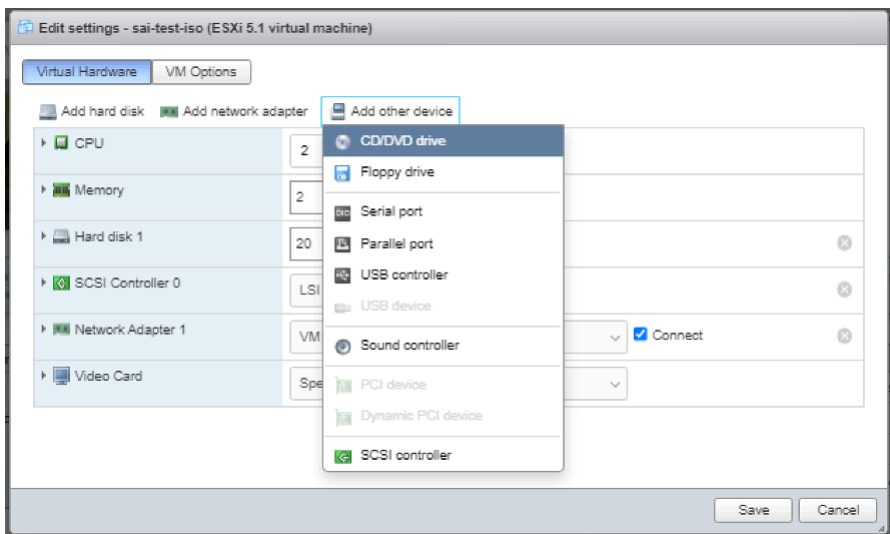 Edit settings - sai-test-iso (ESXi 5.1 virtual machine)
Virtual Hardware VM Options
Add hard disk Add network adapter Add other device
CPU 2
Memory 2
Hard disk 1 20
SCSI Controller 0 LSI
Network Adapter 1 VM Connect
Video Card Spe
CD/DVD drive
Floppy drive
Serial port
Parallel port
USB controller
USB device
Sound controller
PCI device
Dynamic PCI device
SCSI controller
Save Cancel